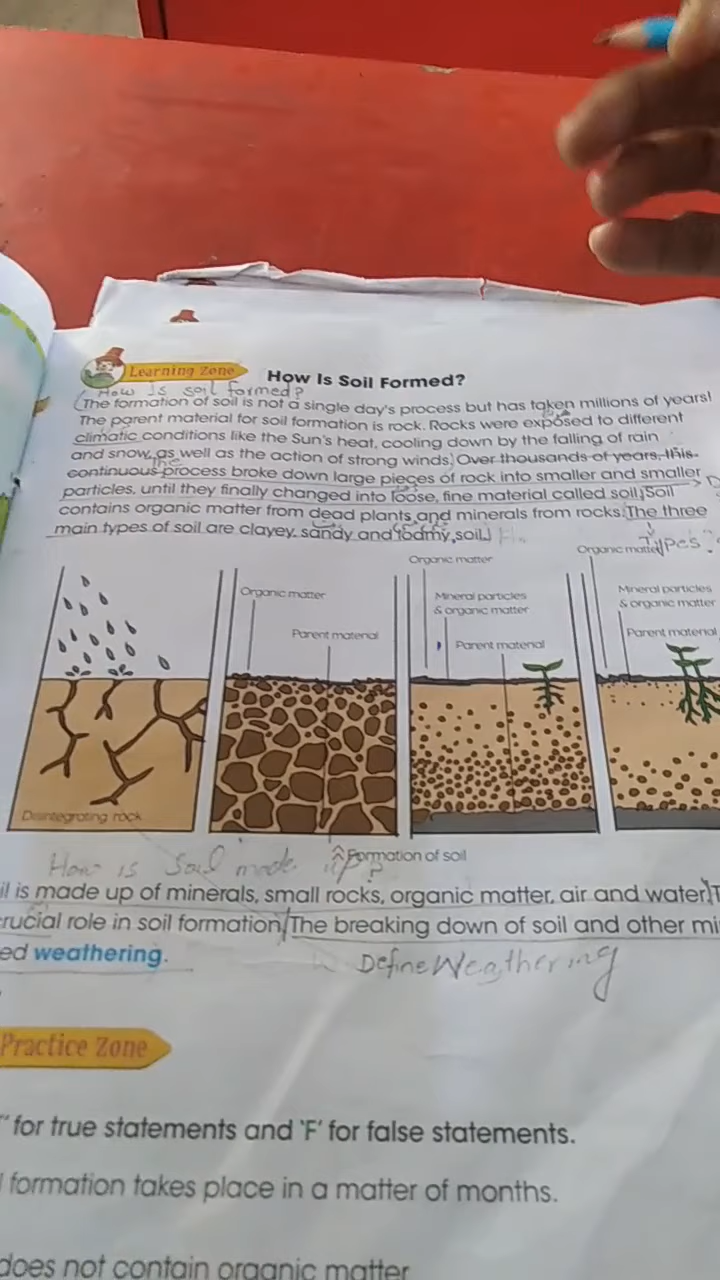 Learning Zone
How Is Soil Formed?
How is soil formed?
(The formation of soil is not a single day's process but has taken millions of years!
The parent material for soil formation is rock. Rocks were exposed to different
climatic conditions like the Sun's heat, cooling down by the falling of rain
and snow, as well as the action of strong winds. Over thousands of years, this
The
continuous process broke down large pieces of rock into smaller and smaller
particles, until they finally changed into loose, fine material called soil. Soil
contains organic matter from dead plants and minerals from rocks. The three
main types of soil are clayey, sandy and loamy soil.
Types
Organic matter
Parent material
Organic matter
Mineral particles
& organic matter
Parent material
Organic matter
Mineral particles
& organic matter
Parent material
Disintegrating rock
Formation of soil
How is Soil made up?
il is made up of minerals, small rocks, organic matter, air and water. T
crucial role in soil formation. The breaking down of soil and other mi
ed weathering.
Define Weathering
Practice Zone
" for true statements and 'F' for false statements.
l formation takes place in a matter of months.
does not contain organic matter